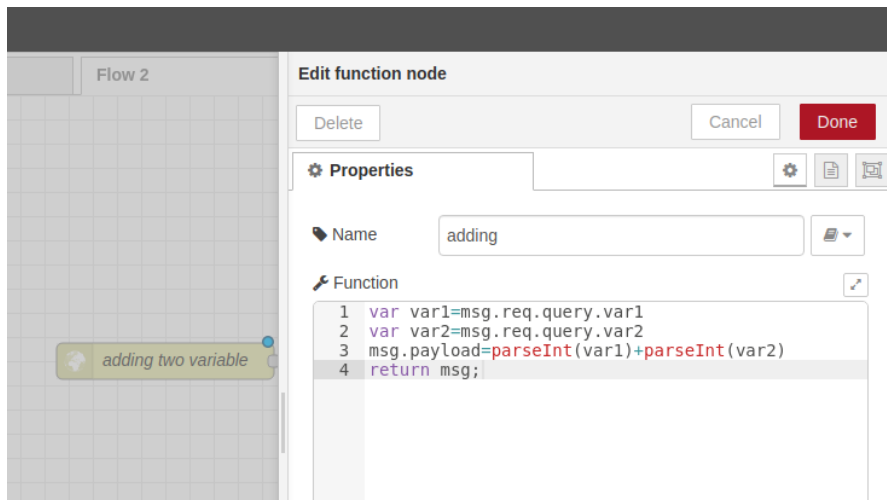 Flow 2
Edit function node
Delete
Cancel
Done
Properties
Name
adding
Function
1 var var1=msg.req.query.var1
2 var var2=msg.req.query.var2
3 msg.payload=parseInt(var1)+parseInt(var2)
4 return msg;
adding two variable